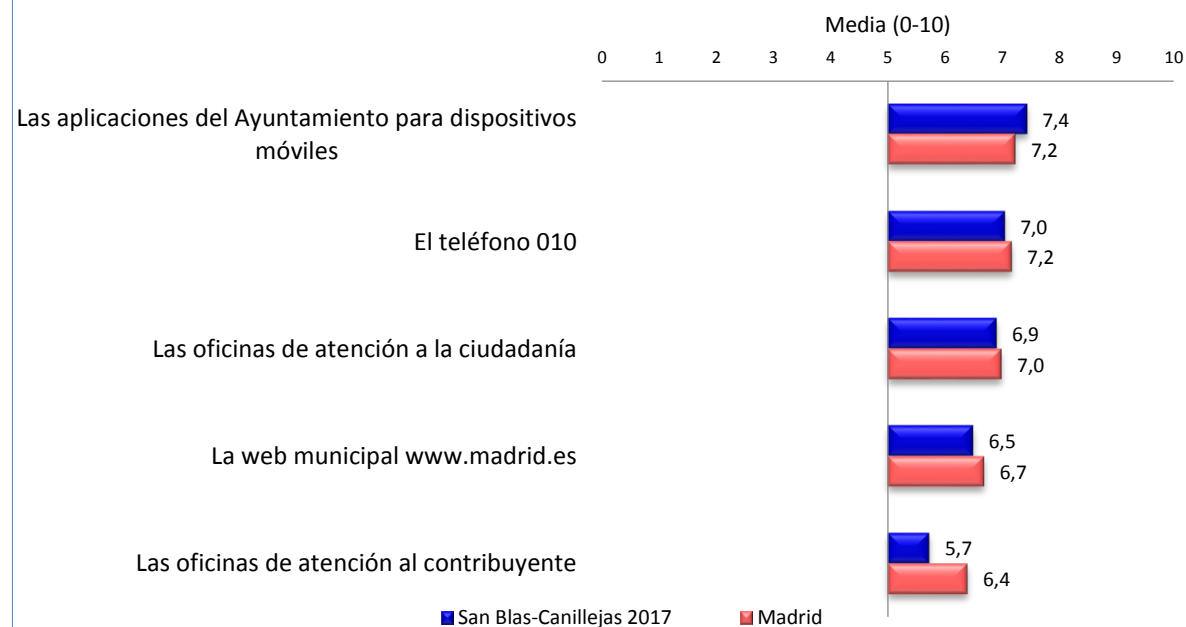 Media (0-10)
0 1 2 3 4 5 6 7 8 9 10
Las aplicaciones del Ayuntamiento para dispositivos
móviles
7,4
7,2
El teléfono 010
7,0
7,2
Las oficinas de atención a la ciudadanía
6,9
7,0
La web municipal www.madrid.es
6,5
6,7
Las oficinas de atención al contribuyente
5,7
6,4
San Blas-Canillejas 2017 Madrid